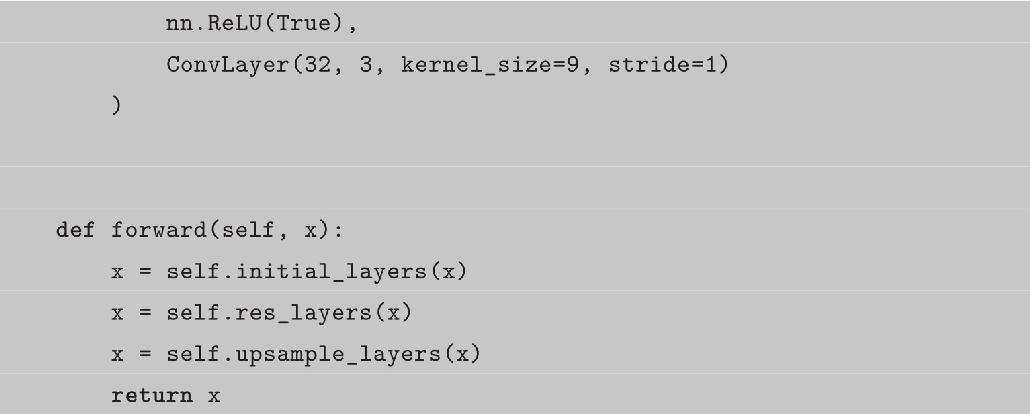 nn.ReLU(True),
ConvLayer(32, 3, kernel_size=9, stride=1)
)
def forward(self, x):
x = self.initial_layers(x)
x = self.res_layers(x)
x = self.upsample_layers(x)
return x